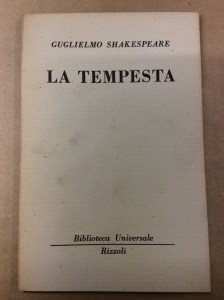 GUGLIELMO SHAKESPEARE
LA TEMPESTA
Biblioteca Universale
Rizzoli